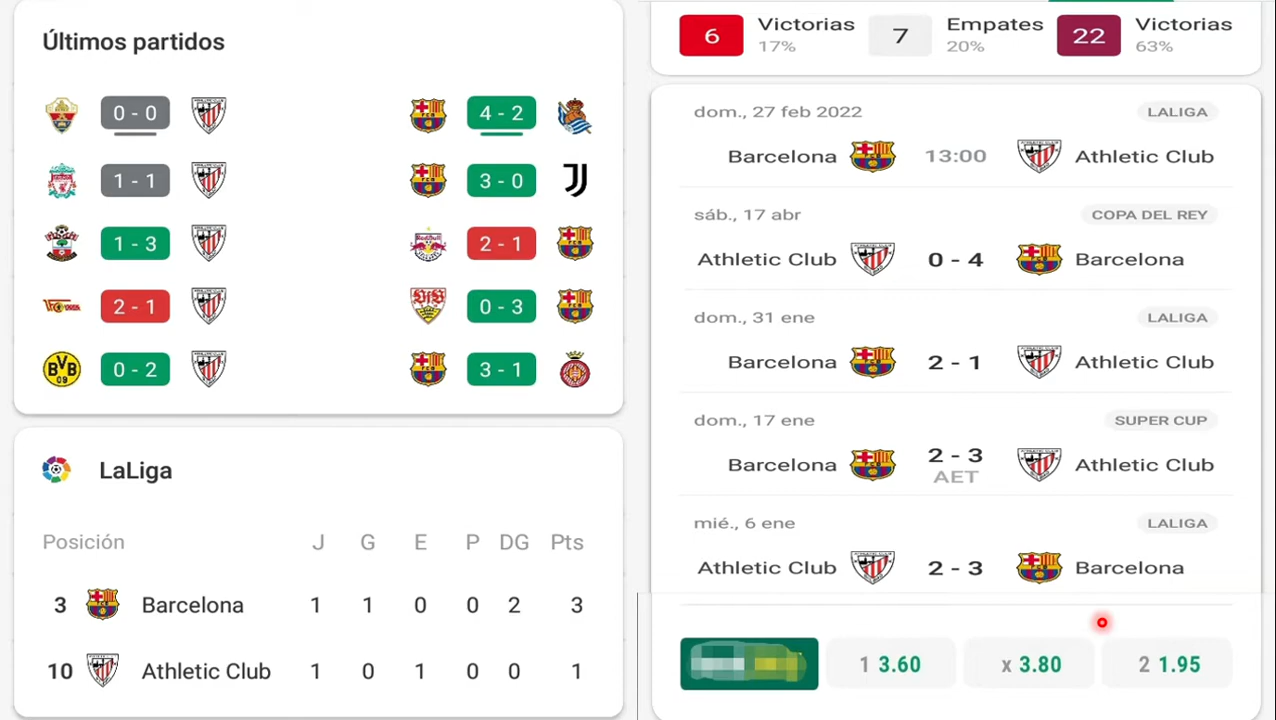 Últimos partidos
0 - 0
4 - 2
1 - 1
3 - 0
1 - 3
2 - 1
2 - 1
0 - 3
0 - 2
3 - 1
LaLiga
Posición J G E P DG Pts
3 Barcelona 1 1 0 0 2 3
10 Athletic Club 1 0 1 0 0 1
6 Victorias 17%
7 Empates 20%
22 Victorias 63%
dom., 27 feb 2022 LALIGA
Barcelona 13:00 Athletic Club
sáb., 17 abr COPA DEL REY
Athletic Club 0 - 4 Barcelona
dom., 31 ene LALIGA
Barcelona 2 - 1 Athletic Club
dom., 17 ene SUPER CUP
Barcelona 2 - 3 Athletic Club
AET
mié., 6 ene LALIGA
Athletic Club 2 - 3 Barcelona
1 3.60 x 3.80 2 1.95